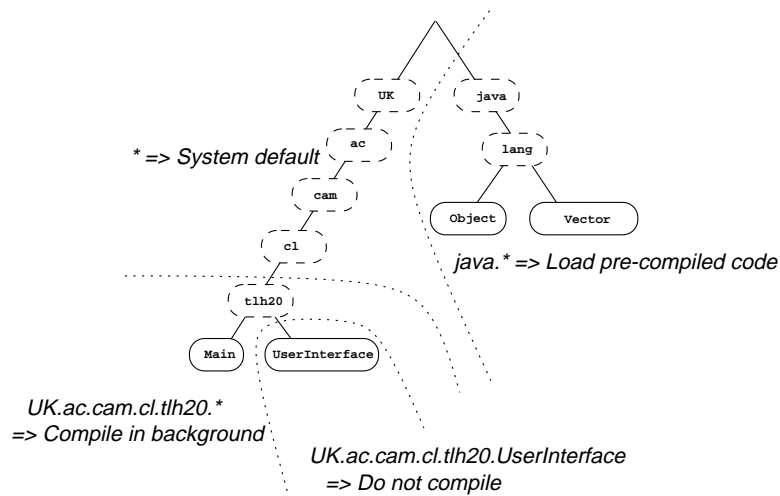 UK
java
ac
lang
* => System default
cam
Object
Vector
cl
java.* => Load pre-compiled code
tlh20
Main
UserInterface
UK.ac.cam.cl.tlh20.*
=> Compile in background
UK.ac.cam.cl.tlh20.UserInterface
=> Do not compile